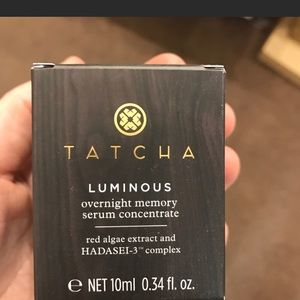 TATCHA
LUMINOUS
overnight memory
serum concentrate
red algae extract and
HADASEI-3™ complex
℮ NET 10ml 0.34 fl. oz.